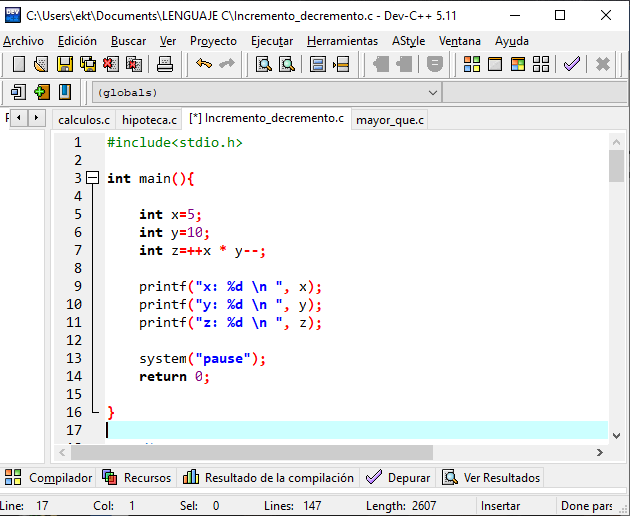 C:\Users\ekt\Documents\LENGUAJE C\Incremento_decremento.c - Dev-C++ 5.11
Archivo Edición Buscar Ver Proyecto Ejecutar Herramientas AStyle Ventana Ayuda
(globals)
calculos.c hipoteca.c [*] Incremento_decremento.c mayor_que.c
1 #include<stdio.h>
2
3 int main(){
4
5 int x=5;
6 int y=10;
7 int z=++x * y--;
8
9 printf("x: %d \n ", x);
10 printf("y: %d \n ", y);
11 printf("z: %d \n ", z);
12
13 system("pause");
14 return 0;
15
16 }
17
Compilador Recursos Resultado de la compilación Depurar Ver Resultados
Line: 17 Col: 1 Sel: 0 Lines: 147 Length: 2607 Insertar Done pars